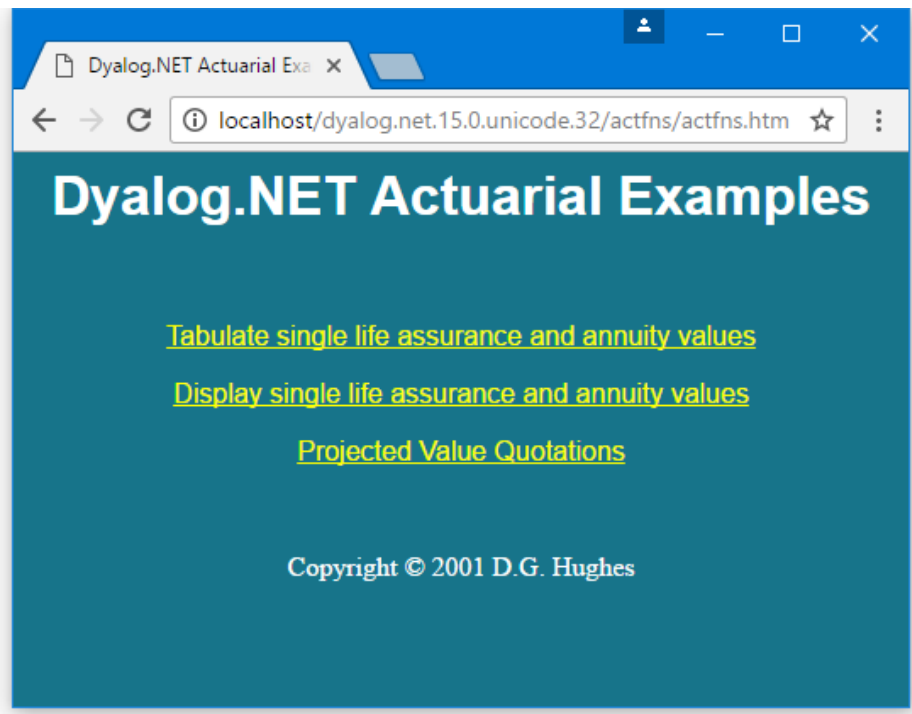 Dyalog.NET Actuarial Exa
localhost/dyalog.net.15.0.unicode.32/actfns/actfns.htm
Dyalog.NET Actuarial Examples
Tabulate single life assurance and annuity values
Display single life assurance and annuity values
Projected Value Quotations
Copyright © 2001 D.G. Hughes